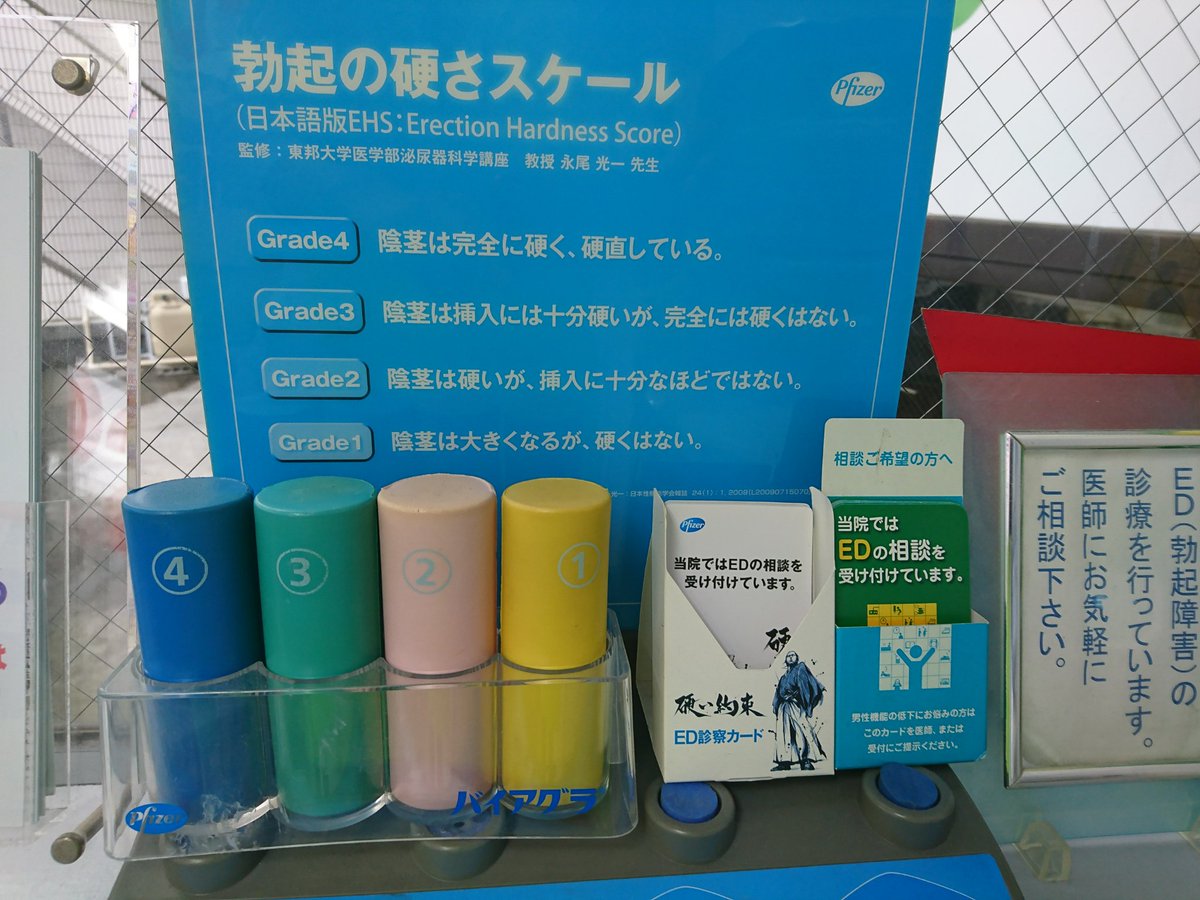 勃起の硬さスケール
Pfizer
(日本語版EHS：Erection Hardness Score)
監修：東邦大学医学部泌尿器科学講座　教授 永尾 光一 先生
Grade4 陰茎は完全に硬く、硬直している。
Grade3 陰茎は挿入には十分硬いが、完全には硬くはない。
Grade2 陰茎は硬いが、挿入に十分なほどではない。
Grade1 陰茎は大きくなるが、硬くはない。
④
③
②
①
Pfizer
バイアグラ
Pfizer
当院ではEDの相談を
受け付けています。
硬
硬い約束
ED診察カード
相談ご希望の方へ
当院では
EDの相談を
受け付けています。
男性機能の低下にお悩みの方は
このカードを医師、または
受付にご提示ください。
ED(勃起障害)の
診療を行っています。
医師にお気軽に
ご相談下さい。